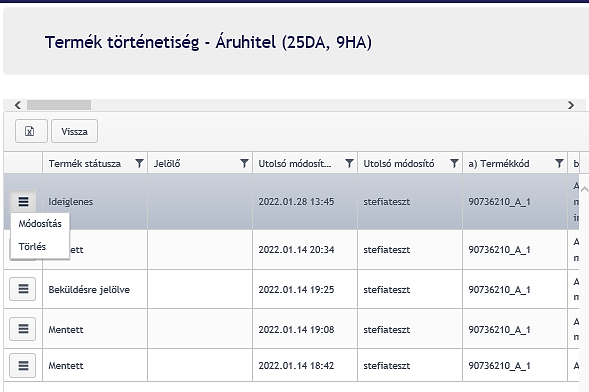 Termék történetiség - Áruhitel (25DA, 9HA)
Vissza
Termék státusza Jelölő Utolsó módosít... Utolsó módosító a) Termékkód b
Ideiglenes 2022.01.28 13:45 stefiateszt 90736210_A_1
Módosítás
Törlés
2022.01.14 20:34 stefiateszt 90736210_A_1
Beküldésre jelölve 2022.01.14 19:25 stefiateszt 90736210_A_1
Mentett 2022.01.14 19:08 stefiateszt 90736210_A_1
Mentett 2022.01.14 18:42 stefiateszt 90736210_A_1